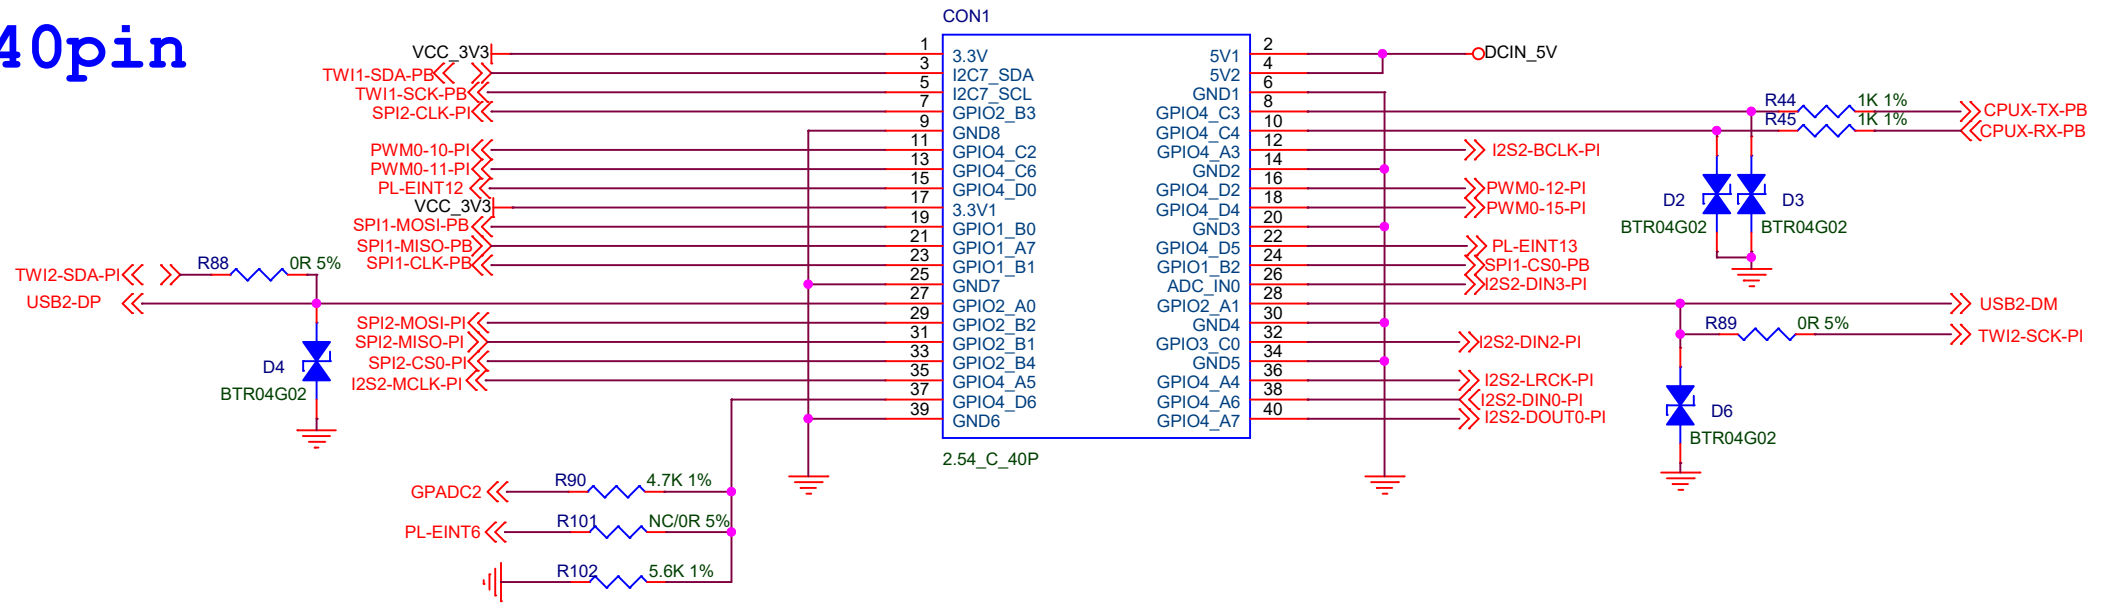 40pin
CON1
VCC_3V3 1 3.3V 5V1 2 DCIN_5V
TWI1-SDA-PB 3 I2C7_SDA 5V2 4
TWI1-SCK-PB 5 I2C7_SCL GND1 6
SPI2-CLK-PI 7 GPIO2_B3 GPIO4_C3 8 R44 1K 1% CPUX-TX-PB
9 GND8 GPIO4_C4 10 R45 1K 1% CPUX-RX-PB
PWM0-10-PI 11 GPIO4_C2 GPIO4_A3 12 I2S2-BCLK-PI
PWM0-11-PI 13 GPIO4_C6 GND2 14
PL-EINT12 15 GPIO4_D0 GPIO4_D2 16 PWM0-12-PI
VCC_3V3 17 3.3V1 GPIO4_D4 18 PWM0-15-PI
D2 D3
SPI1-MOSI-PB 19 GPIO1_B0 GND3 20
BTR04G02 BTR04G02
SPI1-MISO-PB 21 GPIO1_A7 GPIO4_D5 22 PL-EINT13
SPI1-CLK-PB 23 GPIO1_B1 GPIO1_B2 24 SPI1-CS0-PB
TWI2-SDA-PI R88 0R 5%
25 GND7 ADC_IN0 26 I2S2-DIN3-PI
USB2-DP 27 GPIO2_A0 GPIO2_A1 28 USB2-DM
SPI2-MOSI-PI 29 GPIO2_B2 GND4 30
R89 0R 5% TWI2-SCK-PI
SPI2-MISO-PI 31 GPIO2_B1 GPIO3_C0 32 I2S2-DIN2-PI
SPI2-CS0-PI 33 GPIO2_B4 GND5 34
D4
I2S2-MCLK-PI 35 GPIO4_A5 GPIO4_A4 36 I2S2-LRCK-PI
BTR04G02
37 GPIO4_D6 GPIO4_A6 38 I2S2-DIN0-PI
39 GND6 GPIO4_A7 40 I2S2-DOUT0-PI
D6
BTR04G02
2.54_C_40P
GPADC2 R90 4.7K 1%
PL-EINT6 R101 NC/0R 5%
R102 5.6K 1%